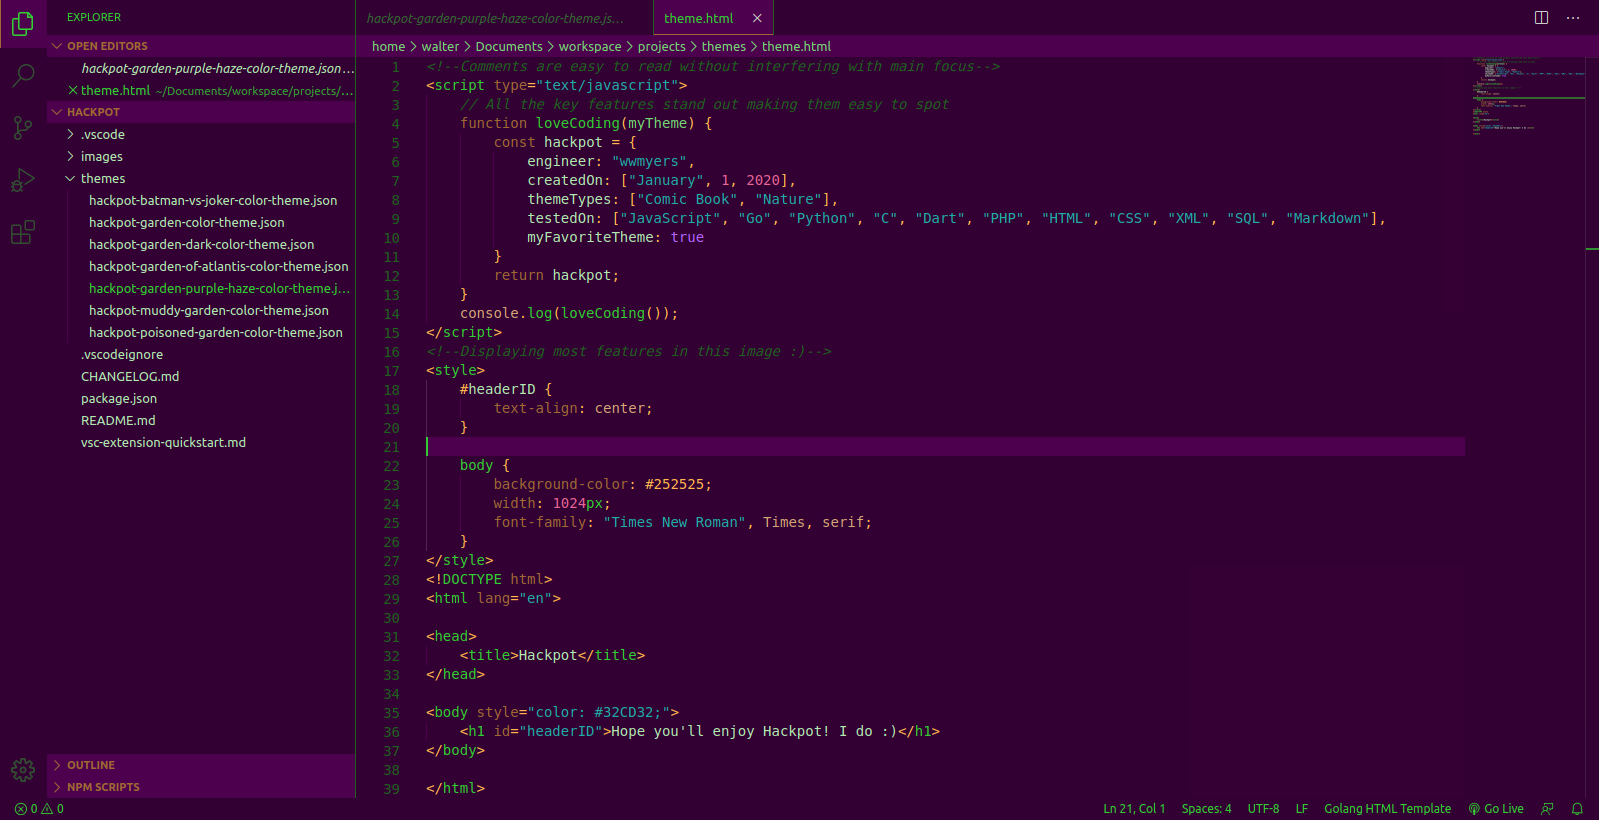 EXPLORER
OPEN EDITORS
hackpot-garden-purple-haze-color-theme.json...
theme.html ~/Documents/workspace/projects/...
HACKPOT
.vscode
images
themes
hackpot-batman-vs-joker-color-theme.json
hackpot-garden-color-theme.json
hackpot-garden-dark-color-theme.json
hackpot-garden-of-atlantis-color-theme.json
hackpot-garden-purple-haze-color-theme.j...
hackpot-muddy-garden-color-theme.json
hackpot-poisoned-garden-color-theme.json
.vscodeignore
CHANGELOG.md
package.json
README.md
vsc-extension-quickstart.md
OUTLINE
NPM SCRIPTS
hackpot-garden-purple-haze-color-theme.js... theme.html
home > walter > Documents > workspace > projects > themes > theme.html
1 <!--Comments are easy to read without interfering with main focus-->
2 <script type="text/javascript">
3 // All the key features stand out making them easy to spot
4 function loveCoding(myTheme) {
5 const hackpot = {
6 engineer: "wwmyers",
7 createdOn: ["January", 1, 2020],
8 themeTypes: ["Comic Book", "Nature"],
9 testedOn: ["JavaScript", "Go", "Python", "C", "Dart", "PHP", "HTML", "CSS", "XML", "SQL", "Markdown"],
10 myFavoriteTheme: true
11 }
12 return hackpot;
13 }
14 console.log(loveCoding());
15 </script>
16 <!--Displaying most features in this image :)-->
17 <style>
18 #headerID {
19 text-align: center;
20 }
21
22 body {
23 background-color: #252525;
24 width: 1024px;
25 font-family: "Times New Roman", Times, serif;
26 }
27 </style>
28 <!DOCTYPE html>
29 <html lang="en">
30
31 <head>
32 <title>Hackpot</title>
33 </head>
34
35 <body style="color: #32CD32;">
36 <h1 id="headerID">Hope you'll enjoy Hackpot! I do :)</h1>
37 </body>
38
39 </html>
0 0 Ln 21, Col 1 Spaces: 4 UTF-8 LF Golang HTML Template Go Live